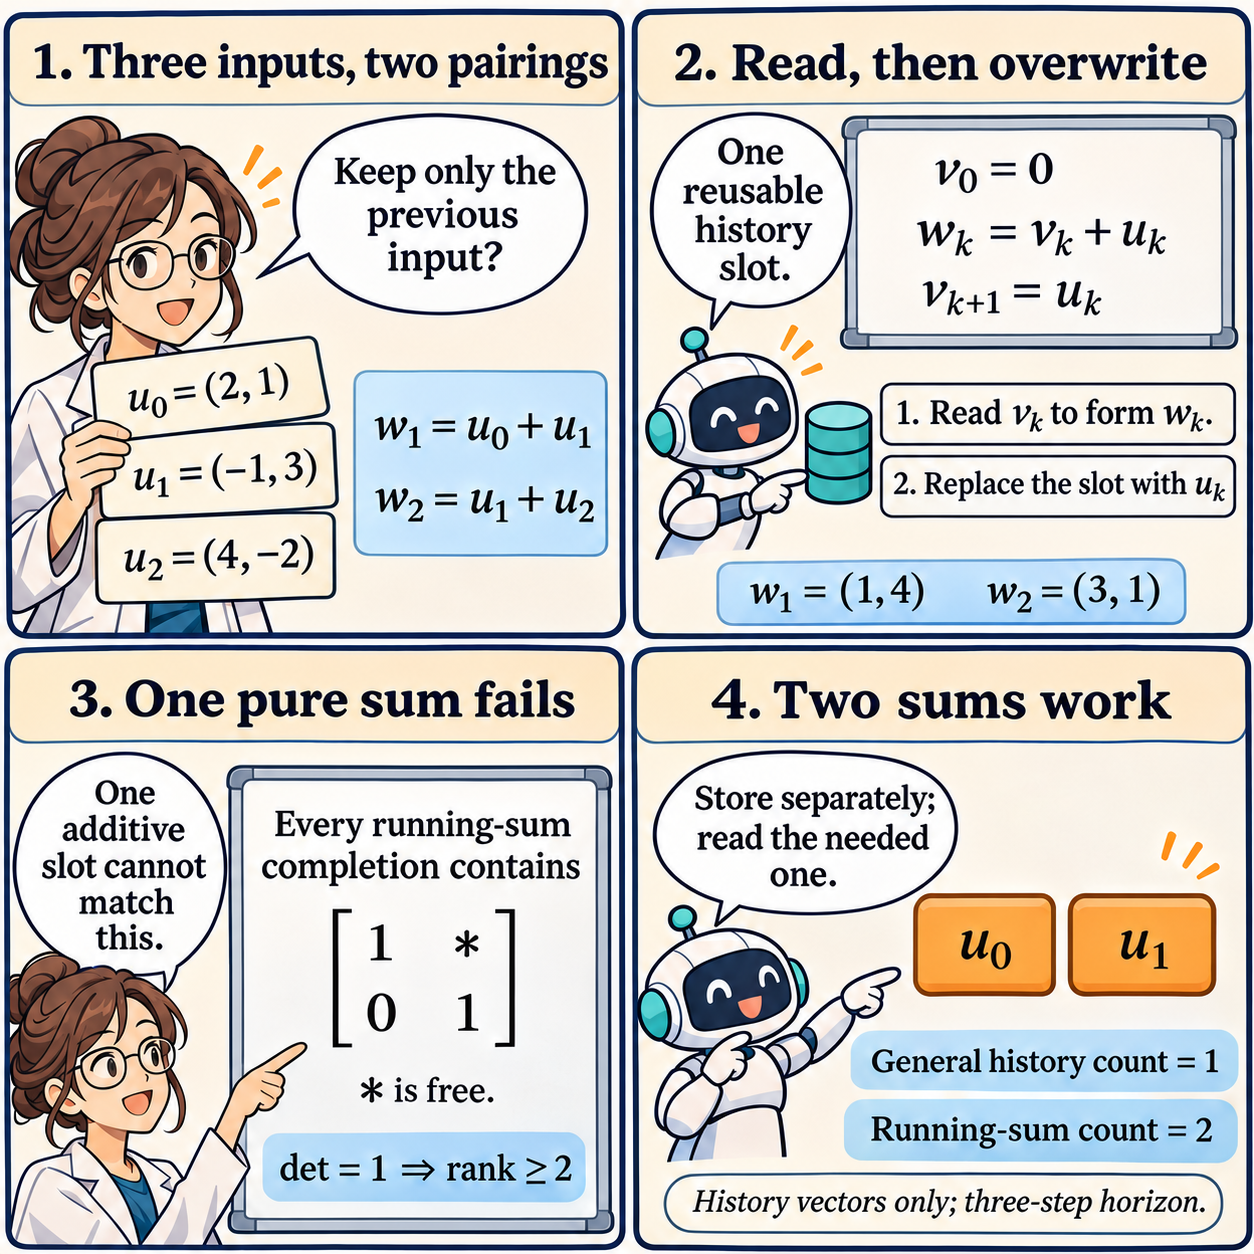 1. Three inputs, two pairings
Keep only the
previous
input?
u₀ = (2, 1)
u₁ = (−1, 3)
u₂ = (4, −2)
w₁ = u₀ + u₁
w₂ = u₁ + u₂
2. Read, then overwrite
One
reusable
history
slot.
v₀ = 0
wₖ = vₖ + uₖ
vₖ₊₁ = uₖ
1. Read vₖ to form wₖ.
2. Replace the slot with uₖ
w₁ = (1, 4) w₂ = (3, 1)
3. One pure sum fails
One
additive
slot cannot
match
this.
Every running-sum
completion contains
1 *
0 1
* is free.
det = 1 ⇒ rank ≥ 2
4. Two sums work
Store separately;
read the needed
one.
u₀ u₁
General history count = 1
Running-sum count = 2
History vectors only; three-step horizon.